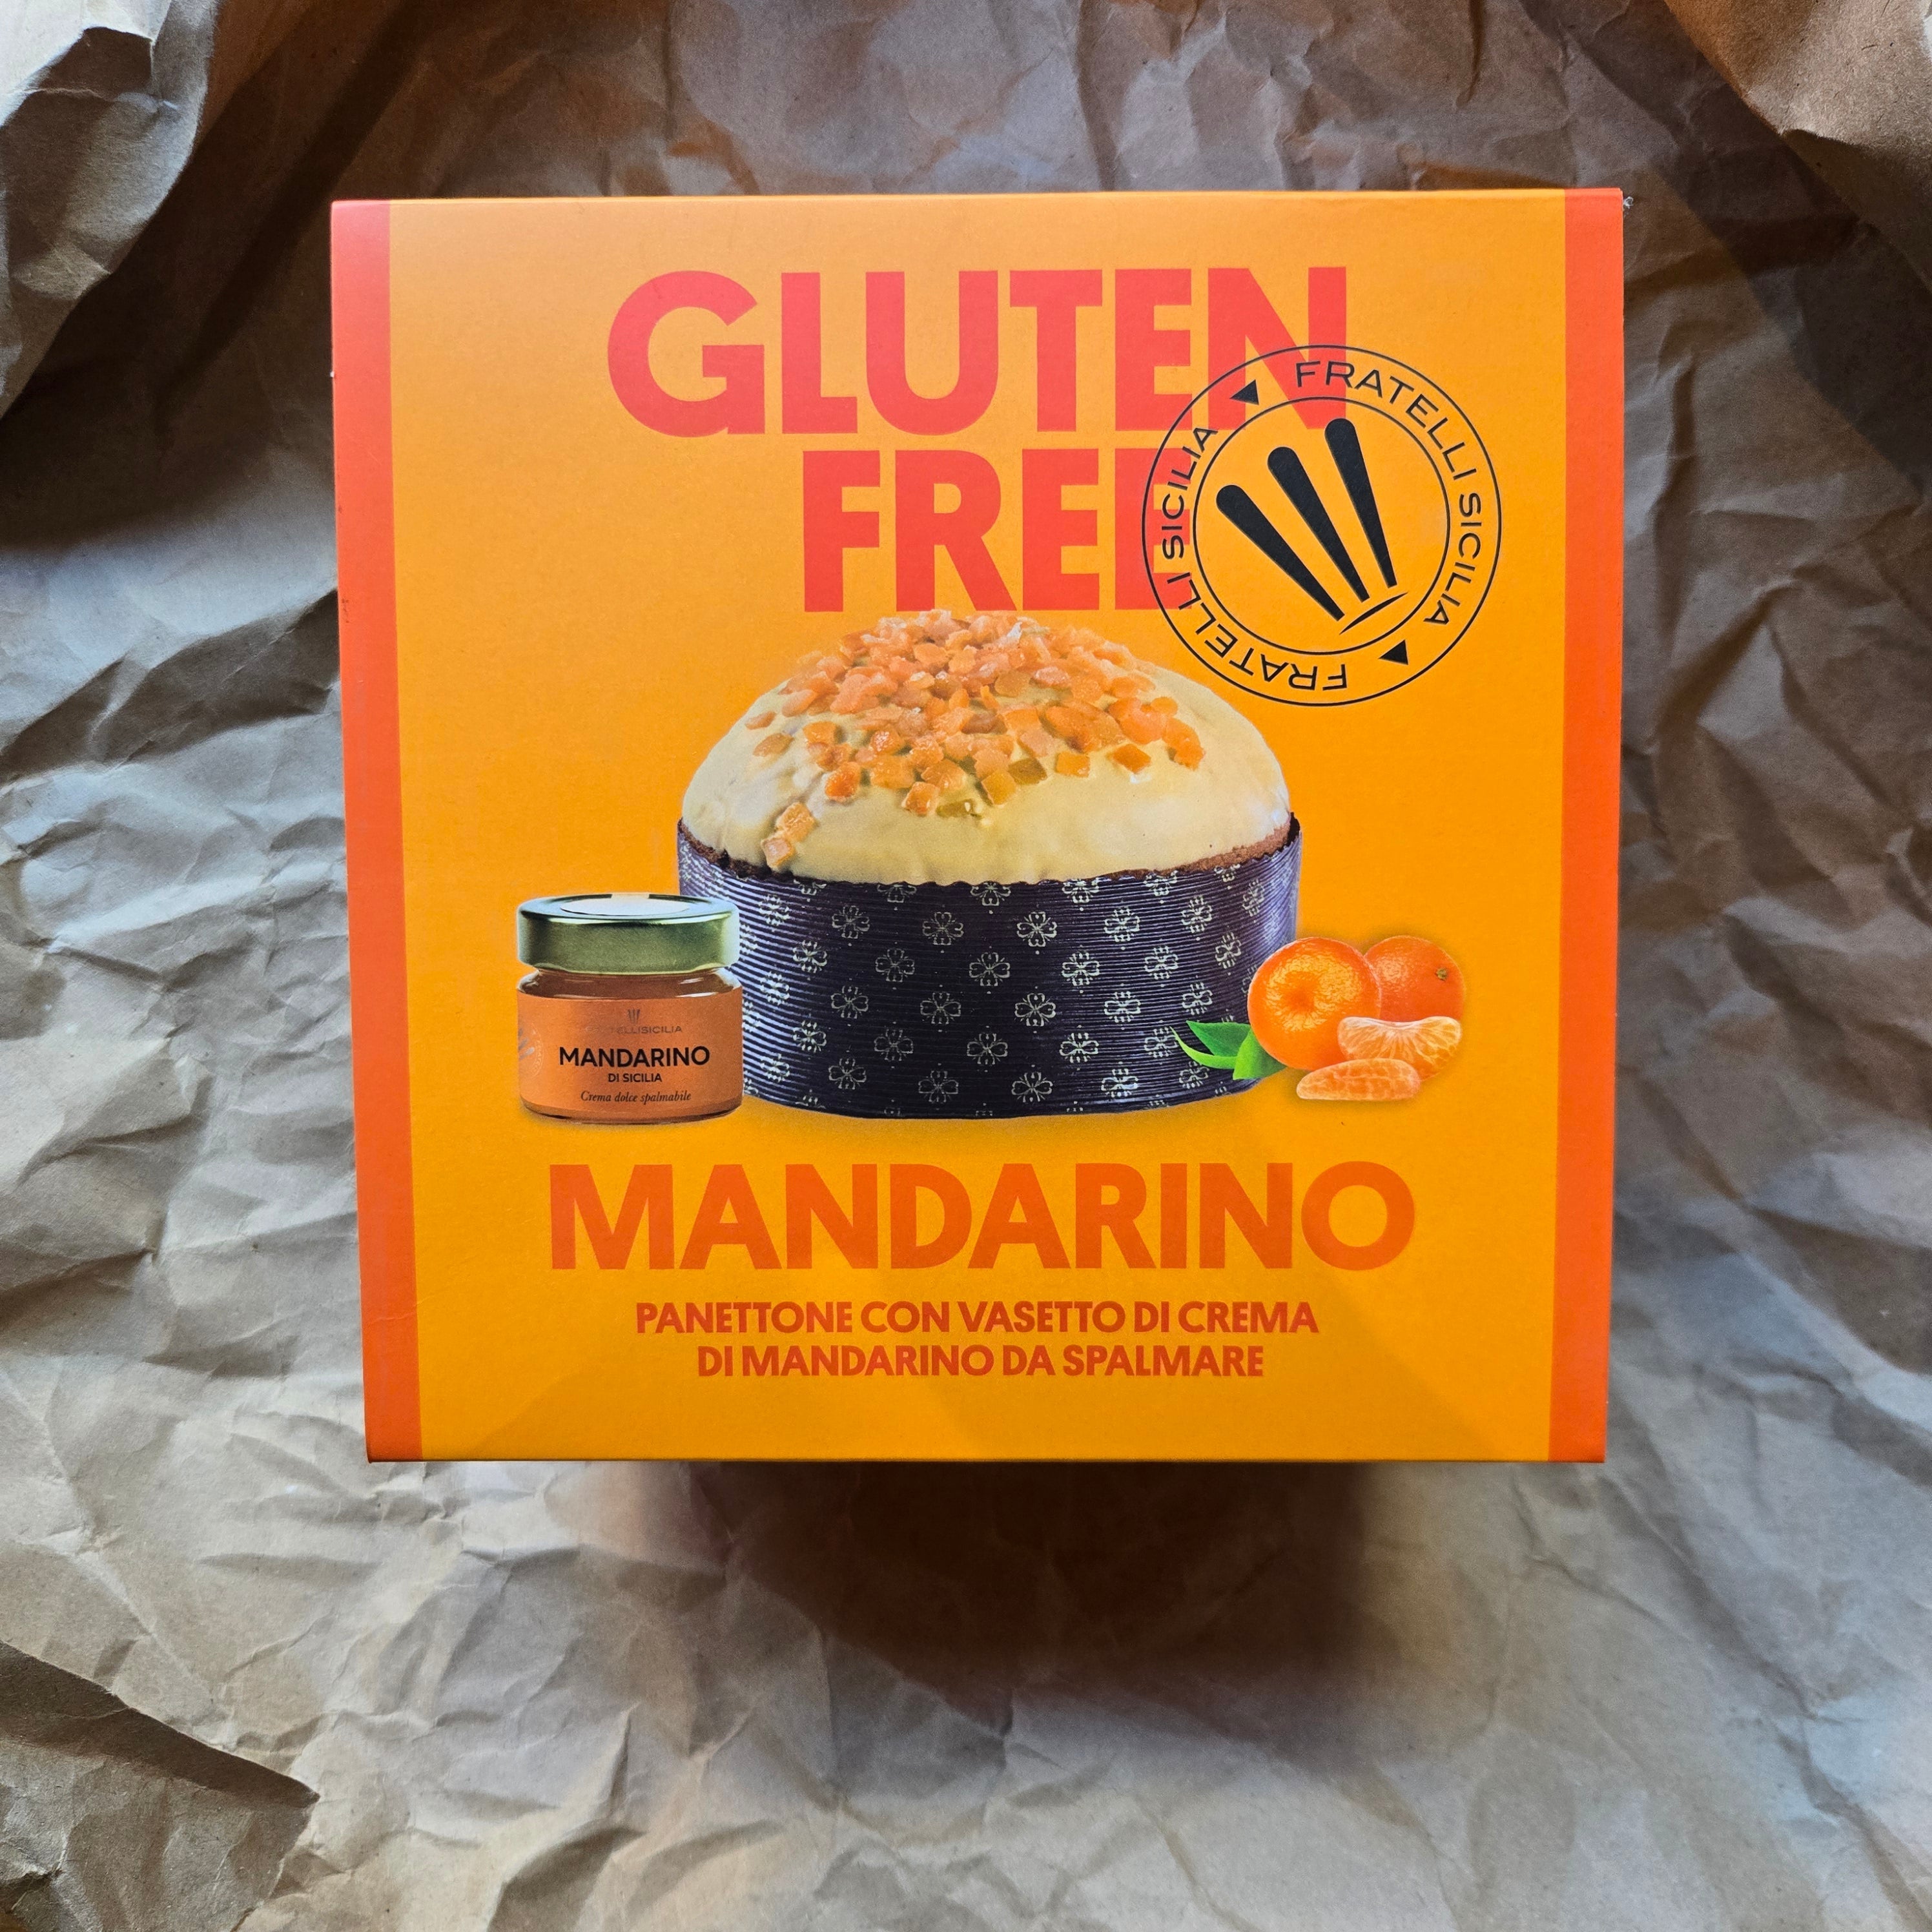 GLUTEN
FREE
FRATELLI SICILIA
FRATELLI SICILIA
MANDARINO
DI SICILIA
Crema dolce spalmabile
MANDARINO
PANETTONE CON VASETTO DI CREMA
DI MANDARINO DA SPALMARE